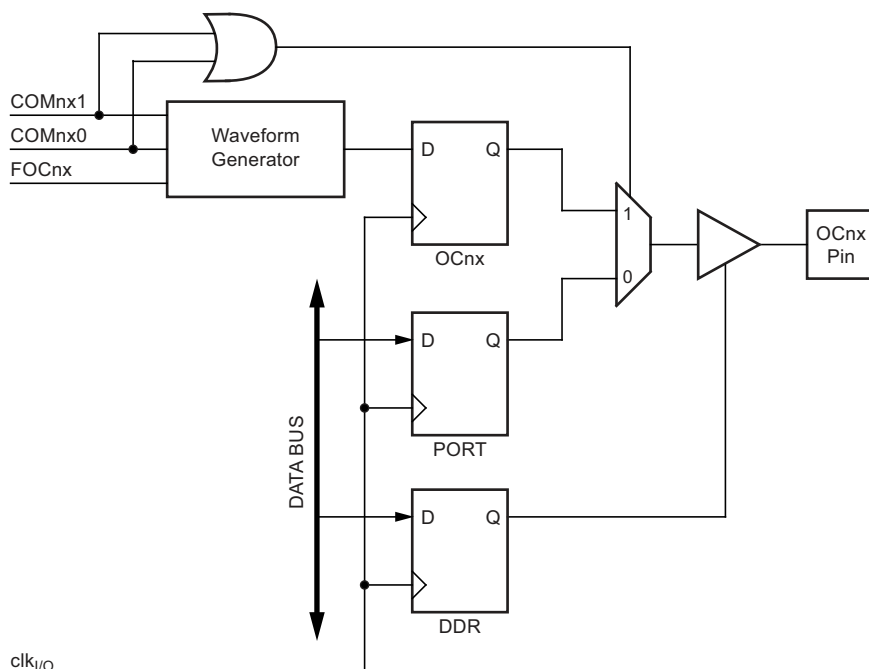 COMnx1
COMnx0
FOCnx
Waveform
Generator
D
Q
OCnx
1
0
OCnx
Pin
D
Q
PORT
DATA BUS
D
Q
DDR
clkI/O